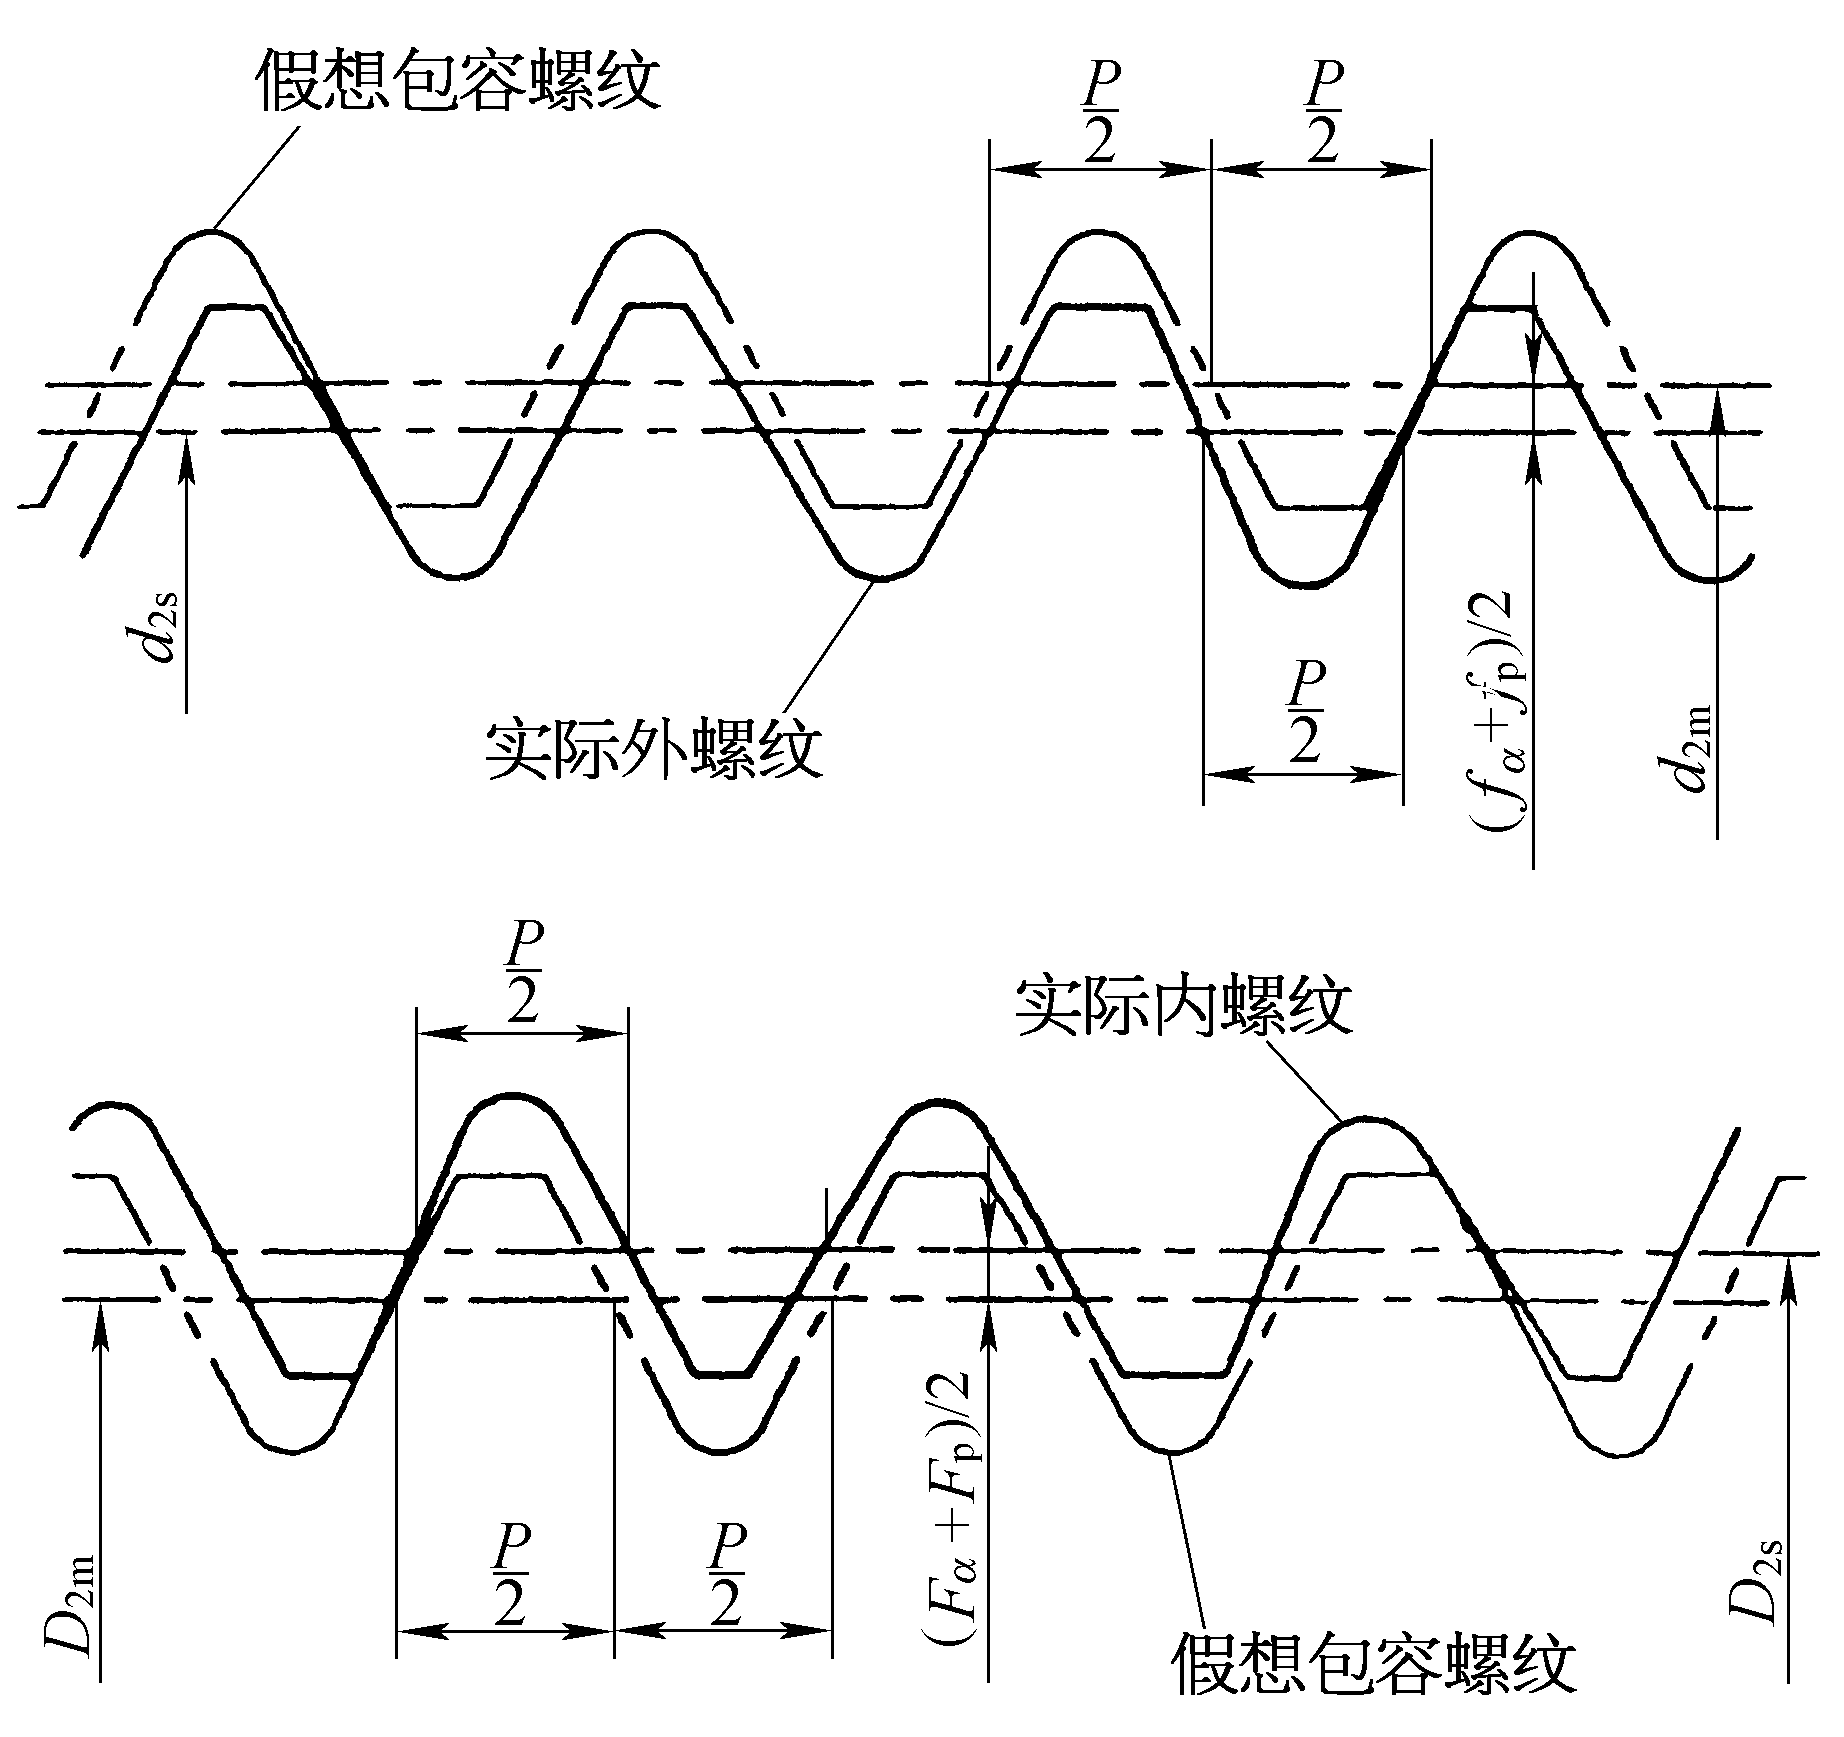 假想包容螺纹
P/2
P/2
d2s
实际外螺纹
P/2
(fα+fp)/2
d2m
P/2
实际内螺纹
D2m
P/2
P/2
(Fα+Fp)/2
假想包容螺纹
D2s